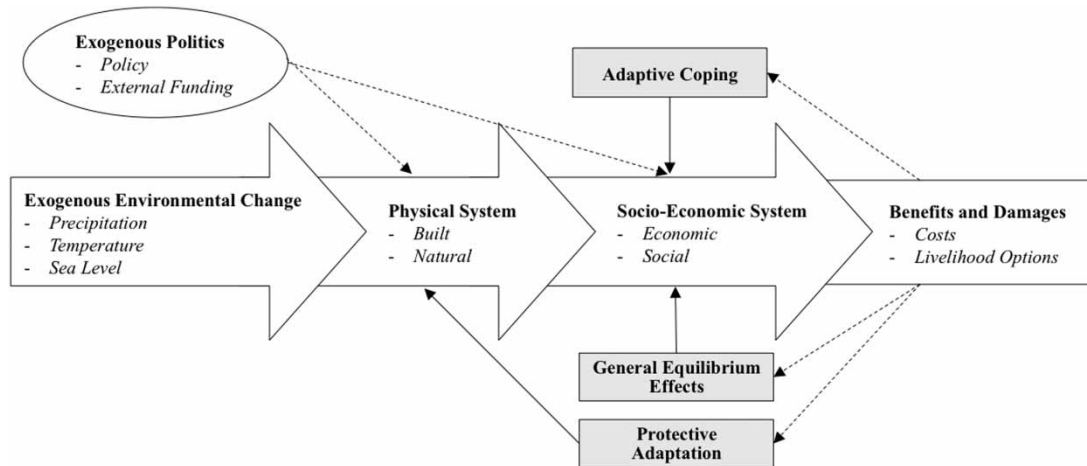 Exogenous Politics
- Policy
- External Funding
Adaptive Coping
Exogenous Environmental Change
- Precipitation
- Temperature
- Sea Level
Physical System
- Built
- Natural
Socio-Economic System
- Economic
- Social
Benefits and Damages
- Costs
- Livelihood Options
General Equilibrium
Effects
Protective
Adaptation